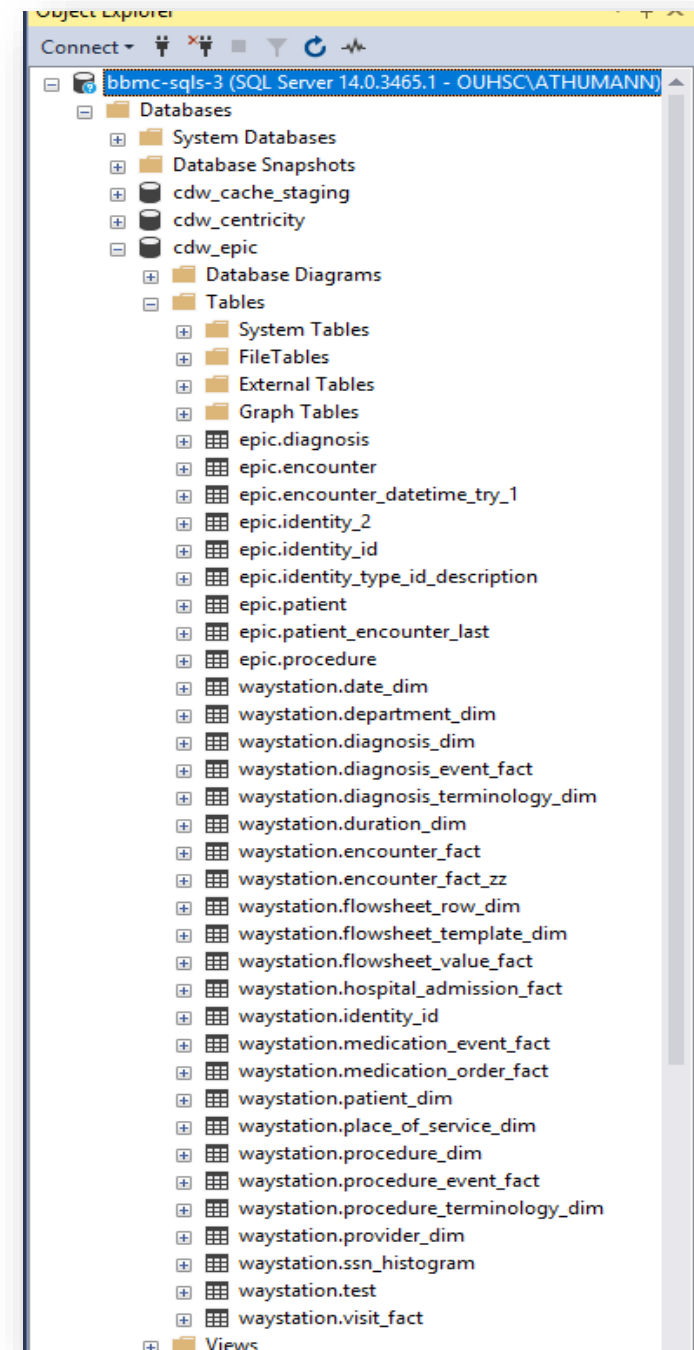 Object Explorer
Connect
bbmc-sqls-3 (SQL Server 14.0.3465.1 - OUHSC\ATHUMANN)
Databases
System Databases
Database Snapshots
cdw_cache_staging
cdw_centricity
cdw_epic
Database Diagrams
Tables
System Tables
FileTables
External Tables
Graph Tables
epic.diagnosis
epic.encounter
epic.encounter_datetime_try_1
epic.identity_2
epic.identity_id
epic.identity_type_id_description
epic.patient
epic.patient_encounter_last
epic.procedure
waystation.date_dim
waystation.department_dim
waystation.diagnosis_dim
waystation.diagnosis_event_fact
waystation.diagnosis_terminology_dim
waystation.duration_dim
waystation.encounter_fact
waystation.encounter_fact_zz
waystation.flowsheet_row_dim
waystation.flowsheet_template_dim
waystation.flowsheet_value_fact
waystation.hospital_admission_fact
waystation.identity_id
waystation.medication_event_fact
waystation.medication_order_fact
waystation.patient_dim
waystation.place_of_service_dim
waystation.procedure_dim
waystation.procedure_event_fact
waystation.procedure_terminology_dim
waystation.provider_dim
waystation.ssn_histogram
waystation.test
waystation.visit_fact
Views